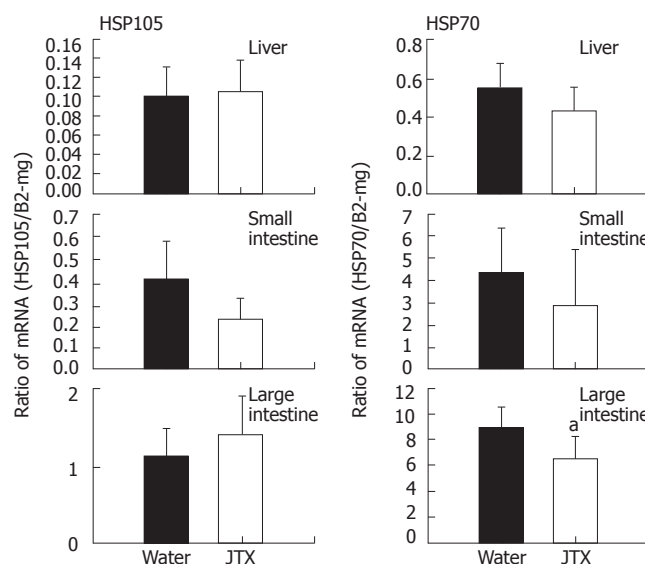 HSP105
Ratio of mRNA (HSP105/B2-mg)
0.16
0.14
0.12
0.10
0.08
0.06
0.04
0.02
0.00
Liver
0.7
0.6
0.5
0.4
0.3
0.2
0.1
0.0
Small
intestine
2
1
0
Large
intestine
Water JTX
HSP70
Ratio of mRNA (HSP70/B2-mg)
0.8
0.6
0.4
0.2
0.0
Liver
7
6
5
4
3
2
1
0
Small
intestine
12
10
8
6
4
2
0
Large
intestine
a
Water JTX